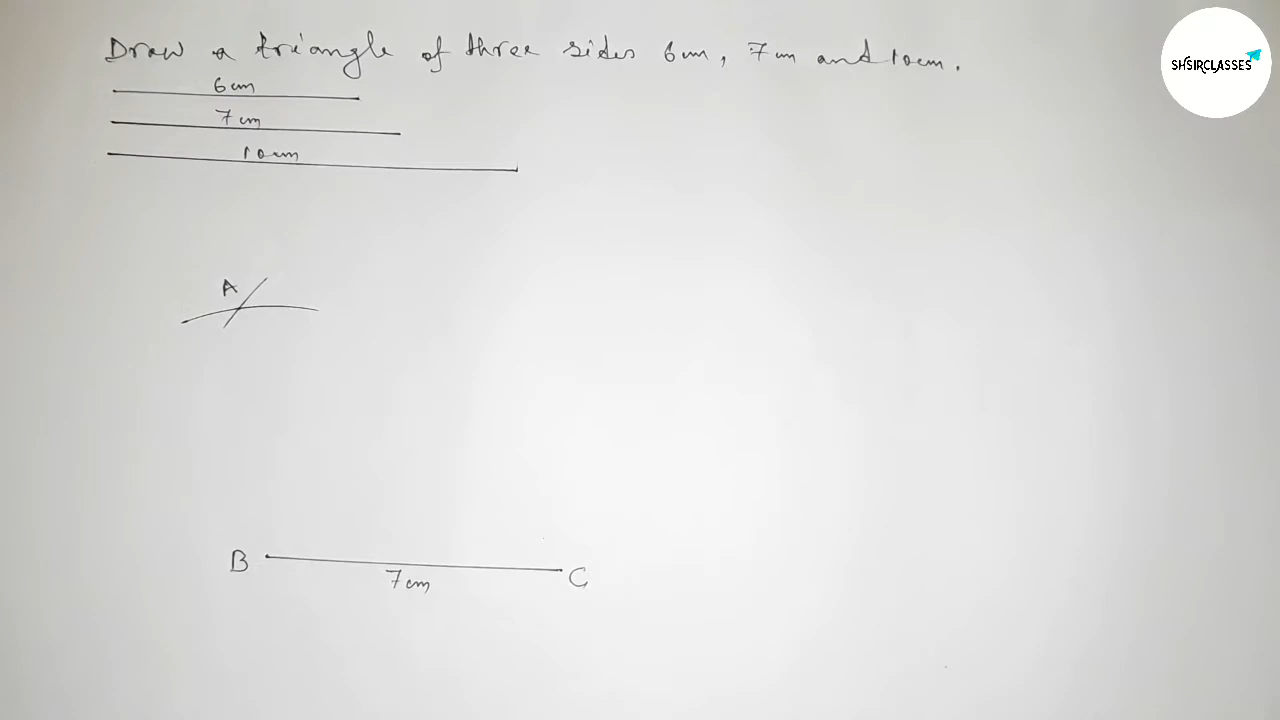 Draw a triangle of three sides 6cm, 7cm and 10cm.
SHSIRCLASSES
6cm
7cm
10cm
A
B
7cm
C